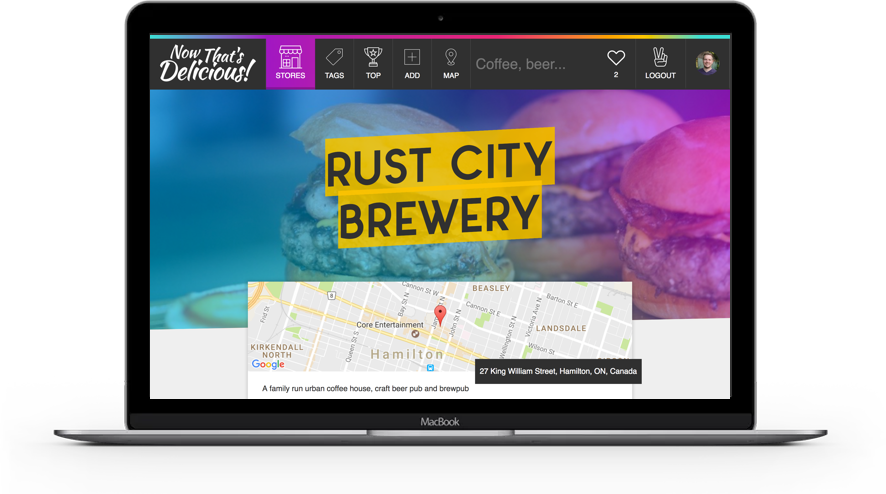 Now That's
Delicious!
STORES
TAGS
TOP
ADD
MAP
Coffee, beer...
2
LOGOUT
RUST CITY
BREWERY
BEASLEY
Cannon St W
Barton St E
Bay St N
Cannon St E
Victoria Ave N
8
Core Entertainment
John St N
LANDSDALE
Queen St S
Wellington St N
Wilson St
KIRKENDALL
NORTH
Hamilton
Google
27 King William Street, Hamilton, ON, Canada
A family run urban coffee house, craft beer pub and brewpub
MacBook